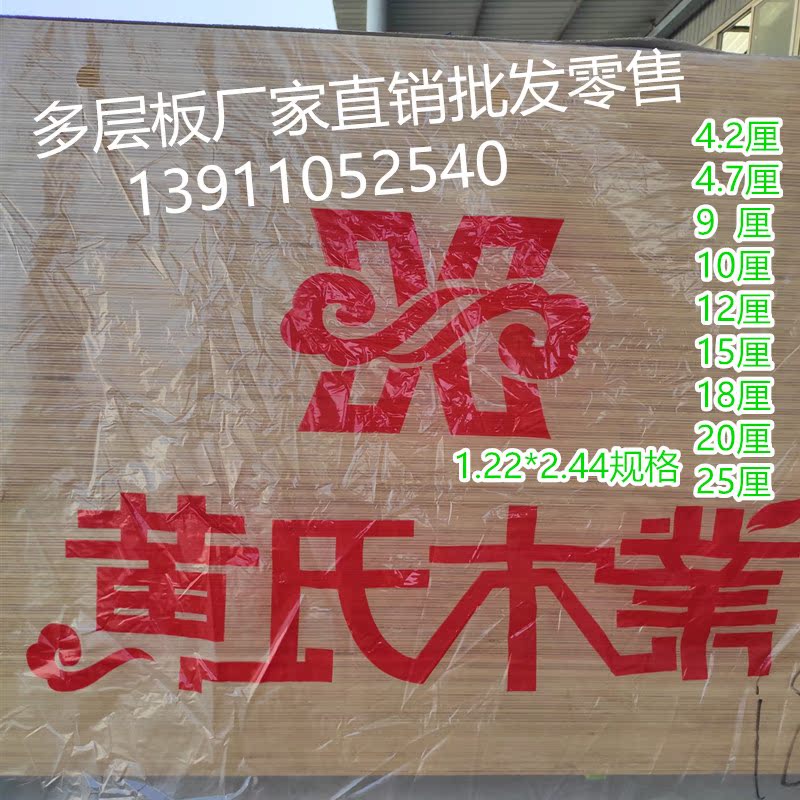 多层板厂家直销批发零售
13911052540
4.2厘
4.7厘
9 厘
10厘
12厘
15厘
18厘
20厘
25厘
1.22*2.44规格
黄氏木業